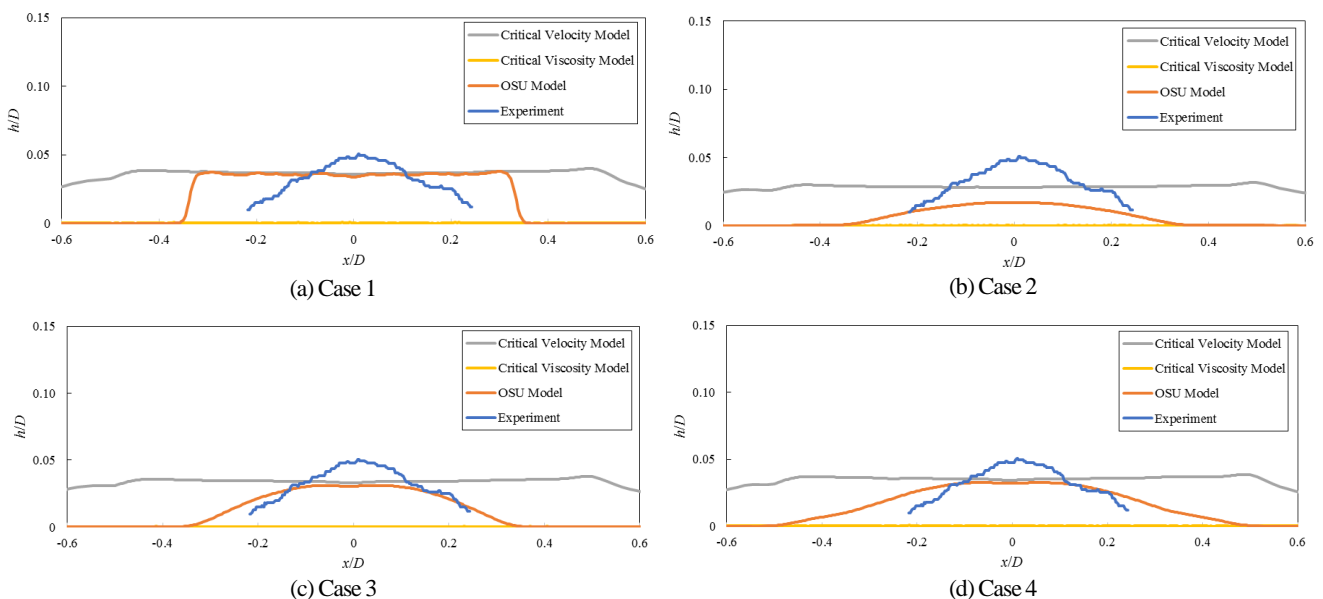 0.15
0.10
0.05
0
h/D
-0.6
-0.4
-0.2
0
0.2
0.4
0.6
x/D
Critical Velocity Model
Critical Viscosity Model
OSU Model
Experiment
(a) Case 1
0.15
0.10
0.05
0
h/D
-0.6
-0.4
-0.2
0
0.2
0.4
0.6
x/D
Critical Velocity Model
Critical Viscosity Model
OSU Model
Experiment
(b) Case 2
0.15
0.10
0.05
0
h/D
-0.6
-0.4
-0.2
0
0.2
0.4
0.6
x/D
Critical Velocity Model
Critical Viscosity Model
OSU Model
Experiment
(c) Case 3
0.15
0.10
0.05
0
h/D
-0.6
-0.4
-0.2
0
0.2
0.4
0.6
x/D
Critical Velocity Model
Critical Viscosity Model
OSU Model
Experiment
(d) Case 4